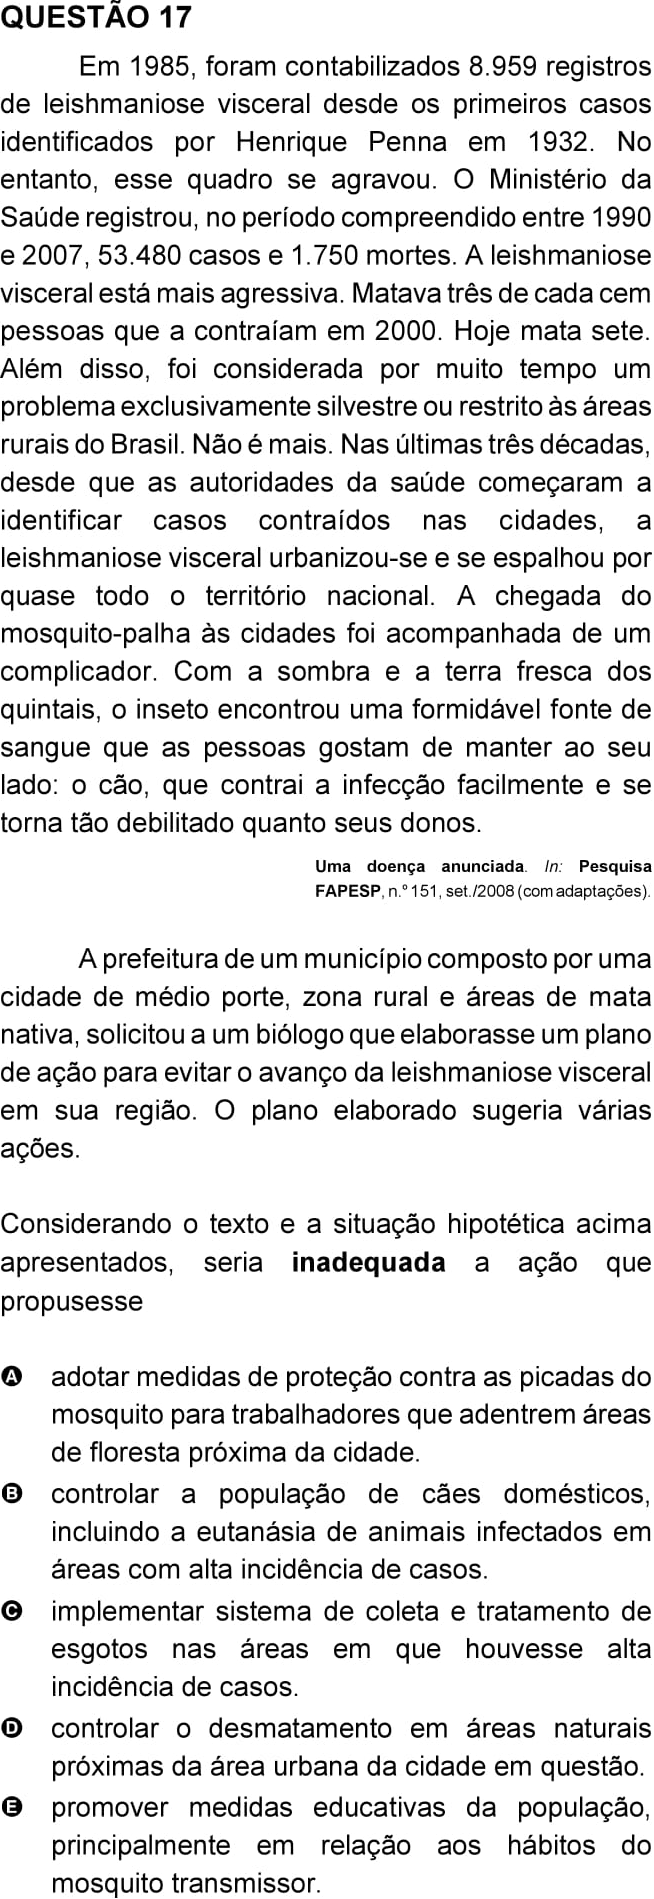 QUESTÃO 17
Em 1985, foram contabilizados 8.959 registros
de leishmaniose visceral desde os primeiros casos
identificados por Henrique Penna em 1932. No
entanto, esse quadro se agravou. O Ministério da
Saúde registrou, no período compreendido entre 1990
e 2007, 53.480 casos e 1.750 mortes. A leishmaniose
visceral está mais agressiva. Matava três de cada cem
pessoas que a contraíam em 2000. Hoje mata sete.
Além disso, foi considerada por muito tempo um
problema exclusivamente silvestre ou restrito às áreas
rurais do Brasil. Não é mais. Nas últimas três décadas,
desde que as autoridades da saúde começaram a
identificar casos contraídos nas cidades, a
leishmaniose visceral urbanizou-se e se espalhou por
quase todo o território nacional. A chegada do
mosquito-palha às cidades foi acompanhada de um
complicador. Com a sombra e a terra fresca dos
quintais, o inseto encontrou uma formidável fonte de
sangue que as pessoas gostam de manter ao seu
lado: o cão, que contrai a infecção facilmente e se
torna tão debilitado quanto seus donos.
Uma doença anunciada. In: Pesquisa
FAPESP, n.º 151, set./2008 (com adaptações).
A prefeitura de um município composto por uma
cidade de médio porte, zona rural e áreas de mata
nativa, solicitou a um biólogo que elaborasse um plano
de ação para evitar o avanço da leishmaniose visceral
em sua região. O plano elaborado sugeria várias
ações.
Considerando o texto e a situação hipotética acima
apresentados, seria inadequada a ação que
propusesse
A adotar medidas de proteção contra as picadas do
mosquito para trabalhadores que adentrem áreas
de floresta próxima da cidade.
B controlar a população de cães domésticos,
incluindo a eutanásia de animais infectados em
áreas com alta incidência de casos.
C implementar sistema de coleta e tratamento de
esgotos nas áreas em que houvesse alta
incidência de casos.
D controlar o desmatamento em áreas naturais
próximas da área urbana da cidade em questão.
E promover medidas educativas da população,
principalmente em relação aos hábitos do
mosquito transmissor.